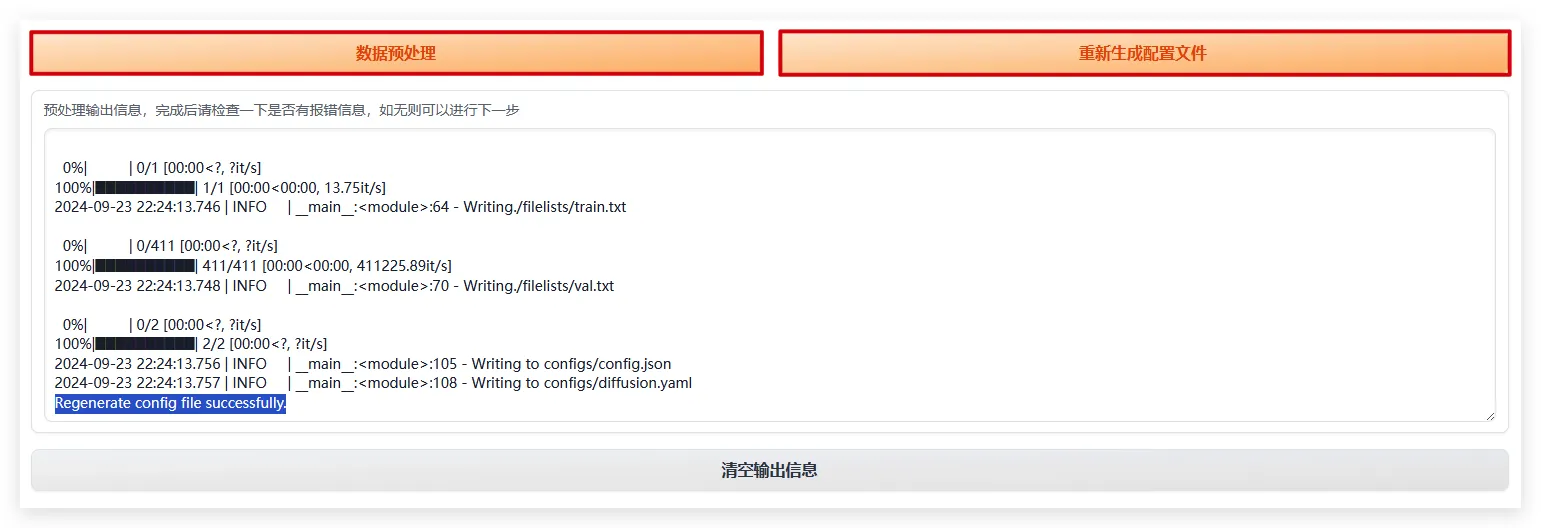 数据预处理
重新生成配置文件
预处理输出信息，完成后请检查一下是否有报错信息，如无则可以进行下一步
0%|          | 0/1 [00:00<?, ?it/s]
100%|██████████| 1/1 [00:00<00:00, 13.75it/s]
2024-09-23 22:24:13.746 | INFO     | __main__:<module>:64 - Writing./filelists/train.txt
0%|          | 0/411 [00:00<?, ?it/s]
100%|██████████| 411/411 [00:00<00:00, 411225.89it/s]
2024-09-23 22:24:13.748 | INFO     | __main__:<module>:70 - Writing./filelists/val.txt
0%|          | 0/2 [00:00<?, ?it/s]
100%|██████████| 2/2 [00:00<?, ?it/s]
2024-09-23 22:24:13.756 | INFO     | __main__:<module>:105 - Writing to configs/config.json
2024-09-23 22:24:13.757 | INFO     | __main__:<module>:108 - Writing to configs/diffusion.yaml
Regenerate config file successfully.
清空输出信息